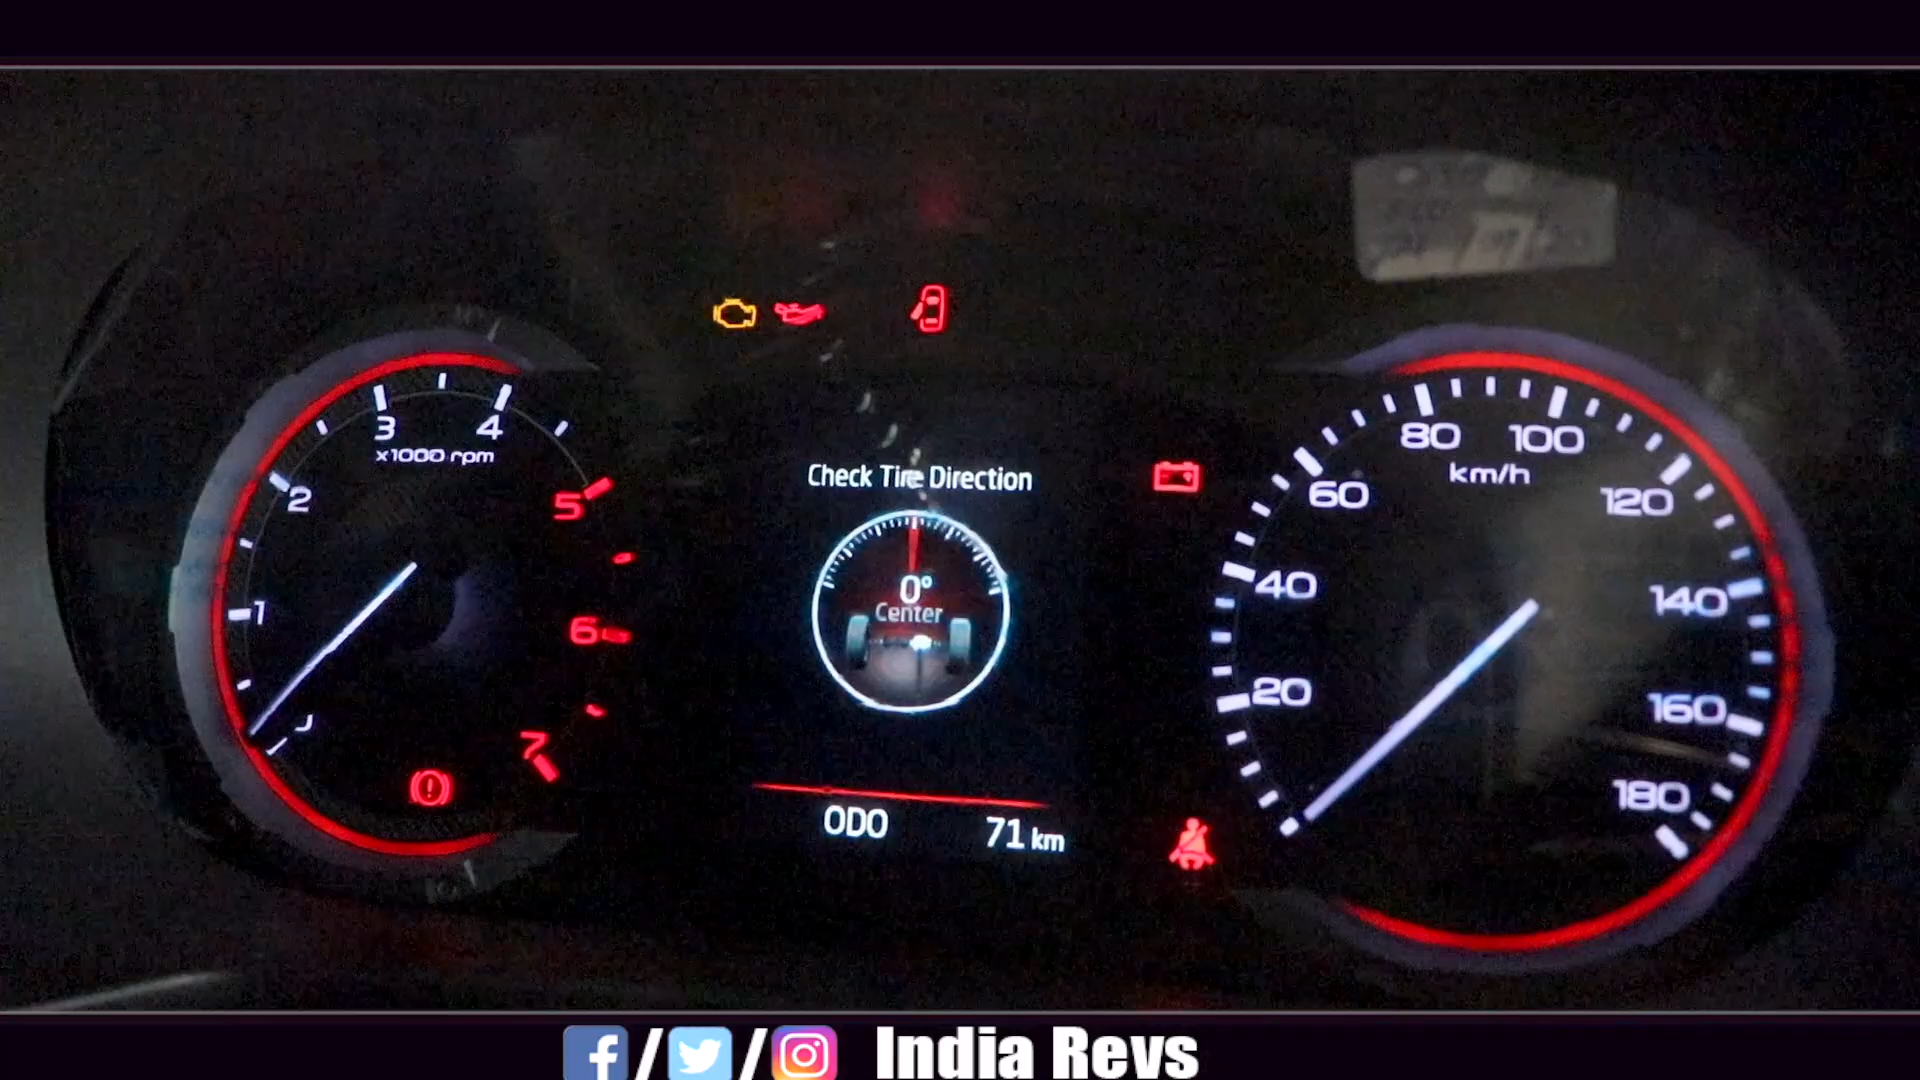 3 4
x1000 rpm
2
5
1
6
7
Check Tire Direction
0°
Center
ODO 71 km
80 100
km/h
60 120
40 140
20 160
180
India Revs